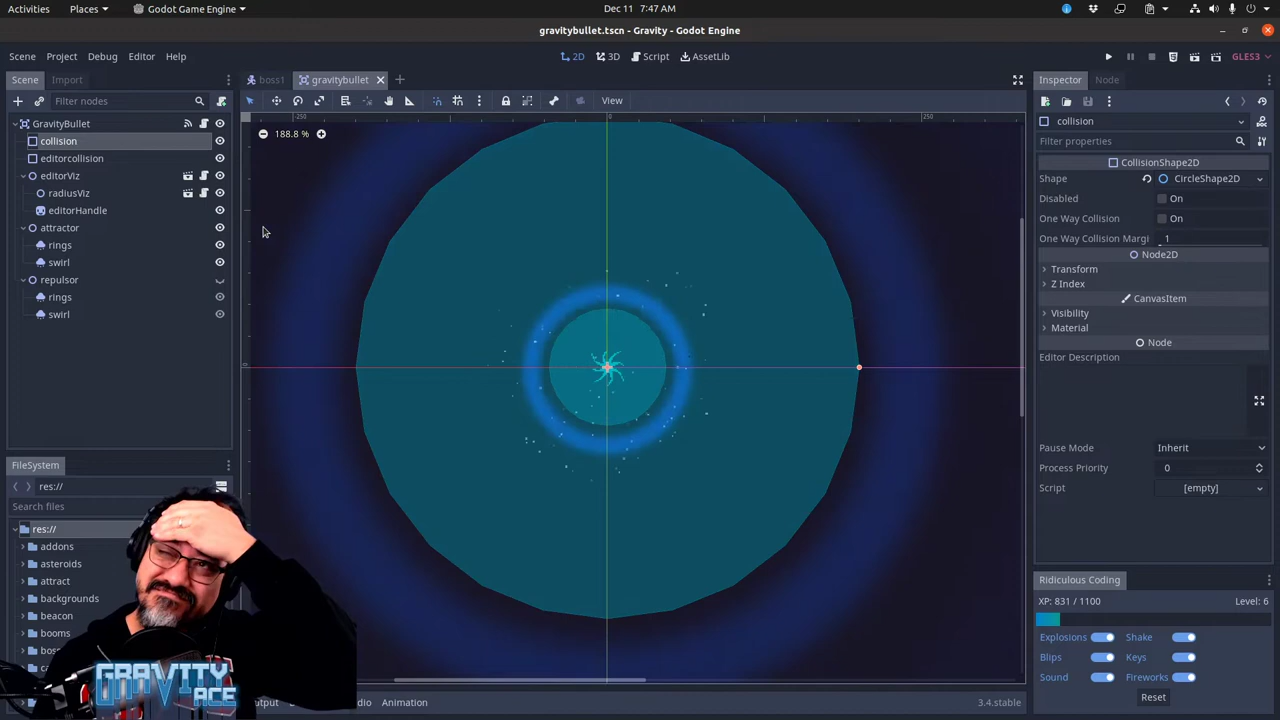 Activities Places Godot Game Engine Dec 11 7:47 AM
gravitybullet.tscn - Gravity - Godot Engine
Scene Project Debug Editor Help 2D 3D Script AssetLib GLES3
Scene Import boss1 gravitybullet Inspector Node
Filter nodes View
GravityBullet -250 0 250 collision
collision 188.8 % Filter properties
editorcollision CollisionShape2D
editorViz Shape CircleShape2D
radiusViz Disabled On
editorHandle One Way Collision On
attractor One Way Collision Margi 1
rings Node2D
swirl Transform
repulsor Z Index
rings CanvasItem
swirl Visibility
Material
Node
Editor Description
Pause Mode Inherit
FileSystem Process Priority 0
res:// Script [empty]
Search files
res://
addons
asteroids
attract Ridiculous Coding
backgrounds XP: 831 / 1100 Level: 6
beacon
booms Explosions Shake
Blips Keys
Sound Fireworks
GRAVITY ACE
Animation 3.4.stable Reset